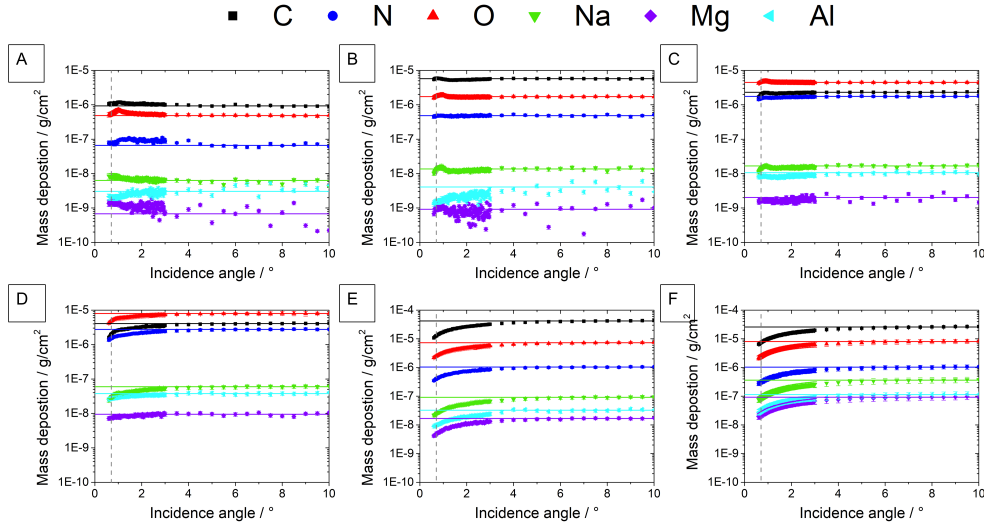 C N O Na Mg Al
A B C
1E-5 1E-5 1E-5
1E-6 1E-6 1E-6
1E-7 1E-7 1E-7
1E-8 1E-8 1E-8
1E-9 1E-9 1E-9
1E-10 1E-10 1E-10
Mass depostion / g/cm² Mass depostion / g/cm² Mass depostion / g/cm²
0 2 4 6 8 10 0 2 4 6 8 10 0 2 4 6 8 10
Incidence angle / ° Incidence angle / ° Incidence angle / °
D E F
1E-5 1E-4 1E-4
1E-6 1E-5 1E-5
1E-7 1E-6 1E-6
1E-8 1E-7 1E-7
1E-9 1E-8 1E-8
1E-10 1E-9 1E-9
1E-10 1E-10
Mass depostion / g/cm² Mass depostion / g/cm² Mass depostion / g/cm²
0 2 4 6 8 10 0 2 4 6 8 10 0 2 4 6 8 10
Incidence angle / ° Incidence angle / ° Incidence angle / °